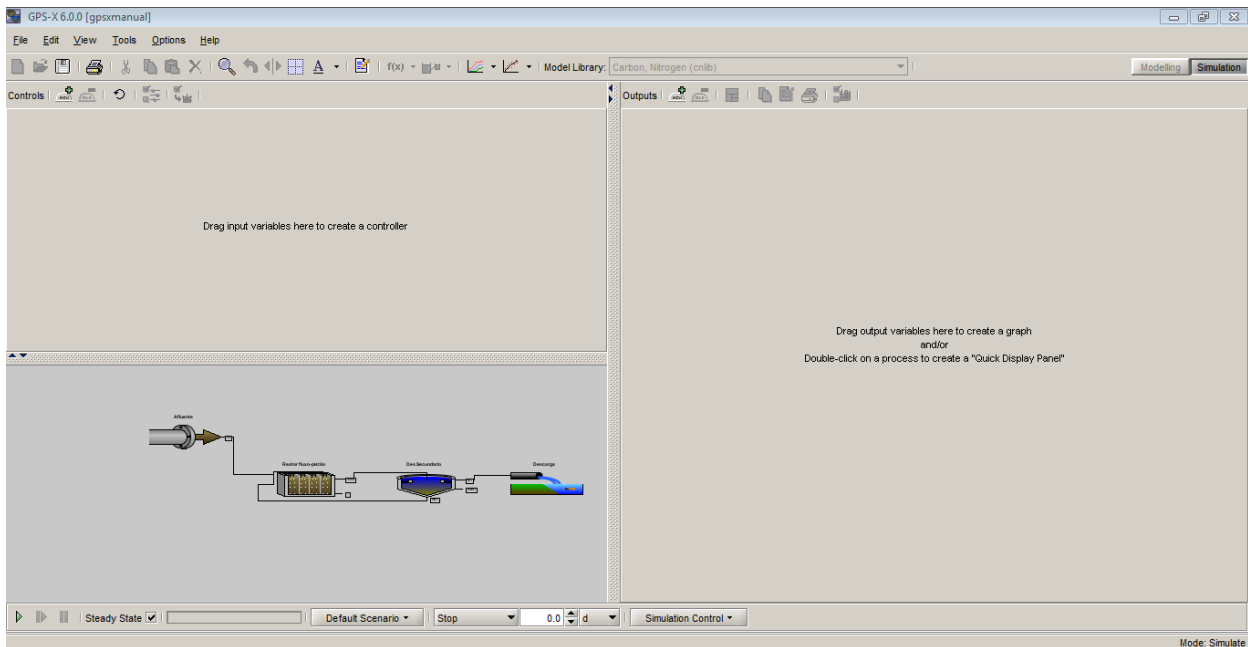 GPS-X 6.0.0 [gpsxmanual]
File Edit View Tools Options Help
A f(x) Model Library: Carbon, Nitrogen (cnlib) Modelling Simulation
Controls
Outputs
Drag input variables here to create a controller
Drag output variables here to create a graph
and/or
Double-click on a process to create a "Quick Display Panel"
Afluente
Reator fluxo-pistão
Dec.Secundario
Descarga
Steady State Default Scenario Stop 0.0 d Simulation Control
Mode: Simulate